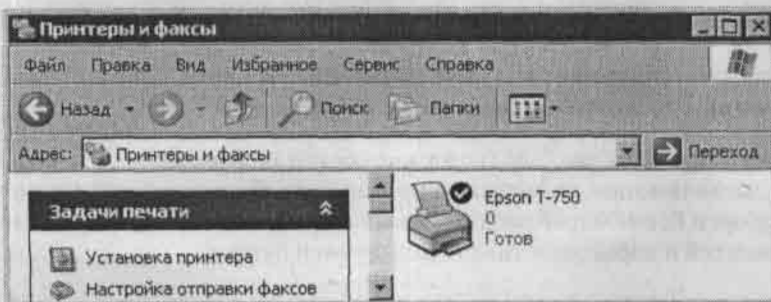 Принтеры и факсы
Файл Правка Вид Избранное Сервис Справка
Назад Поиск Папки
Адрес: Принтеры и факсы Переход
Задачи печати
Установка принтера
Настройка отправки факсов
Epson T-750
0
Готов